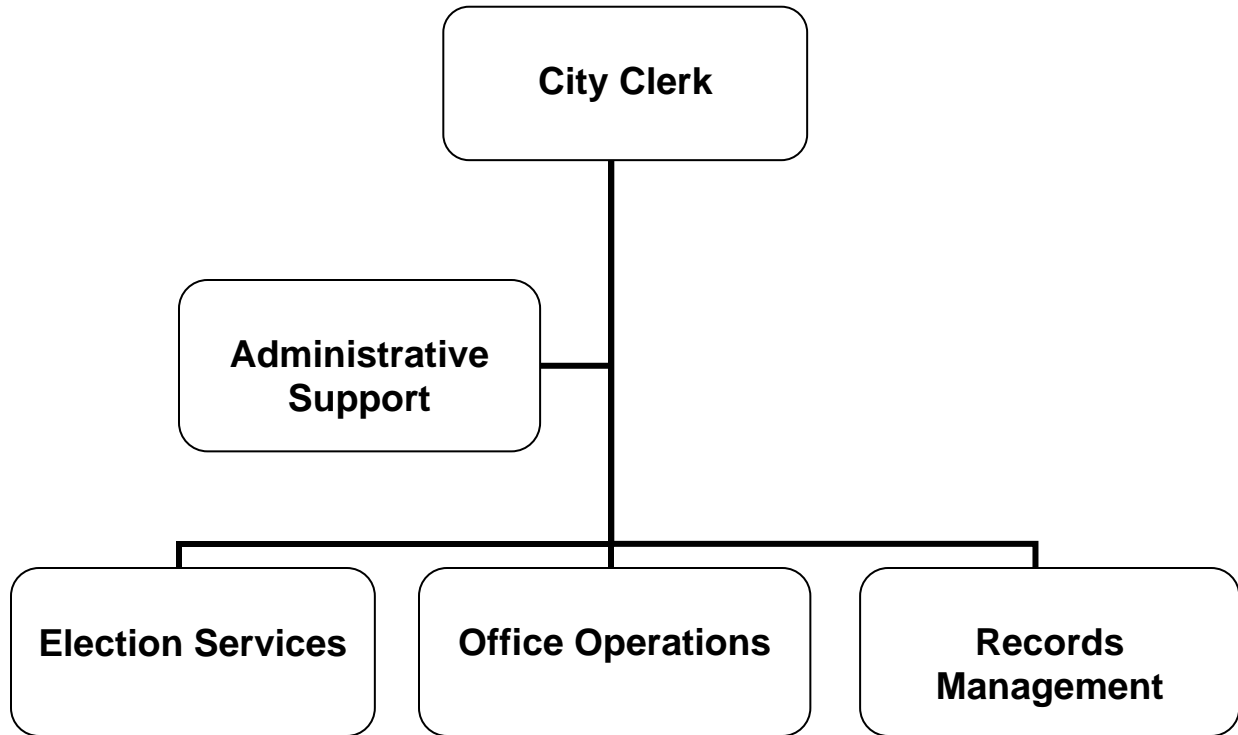 City Clerk
Administrative
Support
Election Services
Office Operations
Records
Management